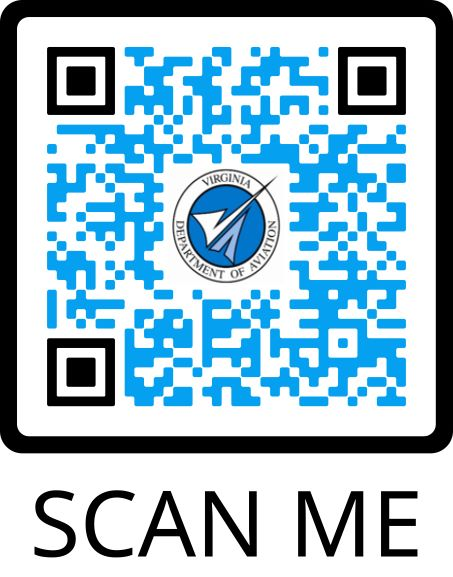 VIRGINIA
DEPARTMENT OF AVIATION
SCAN ME